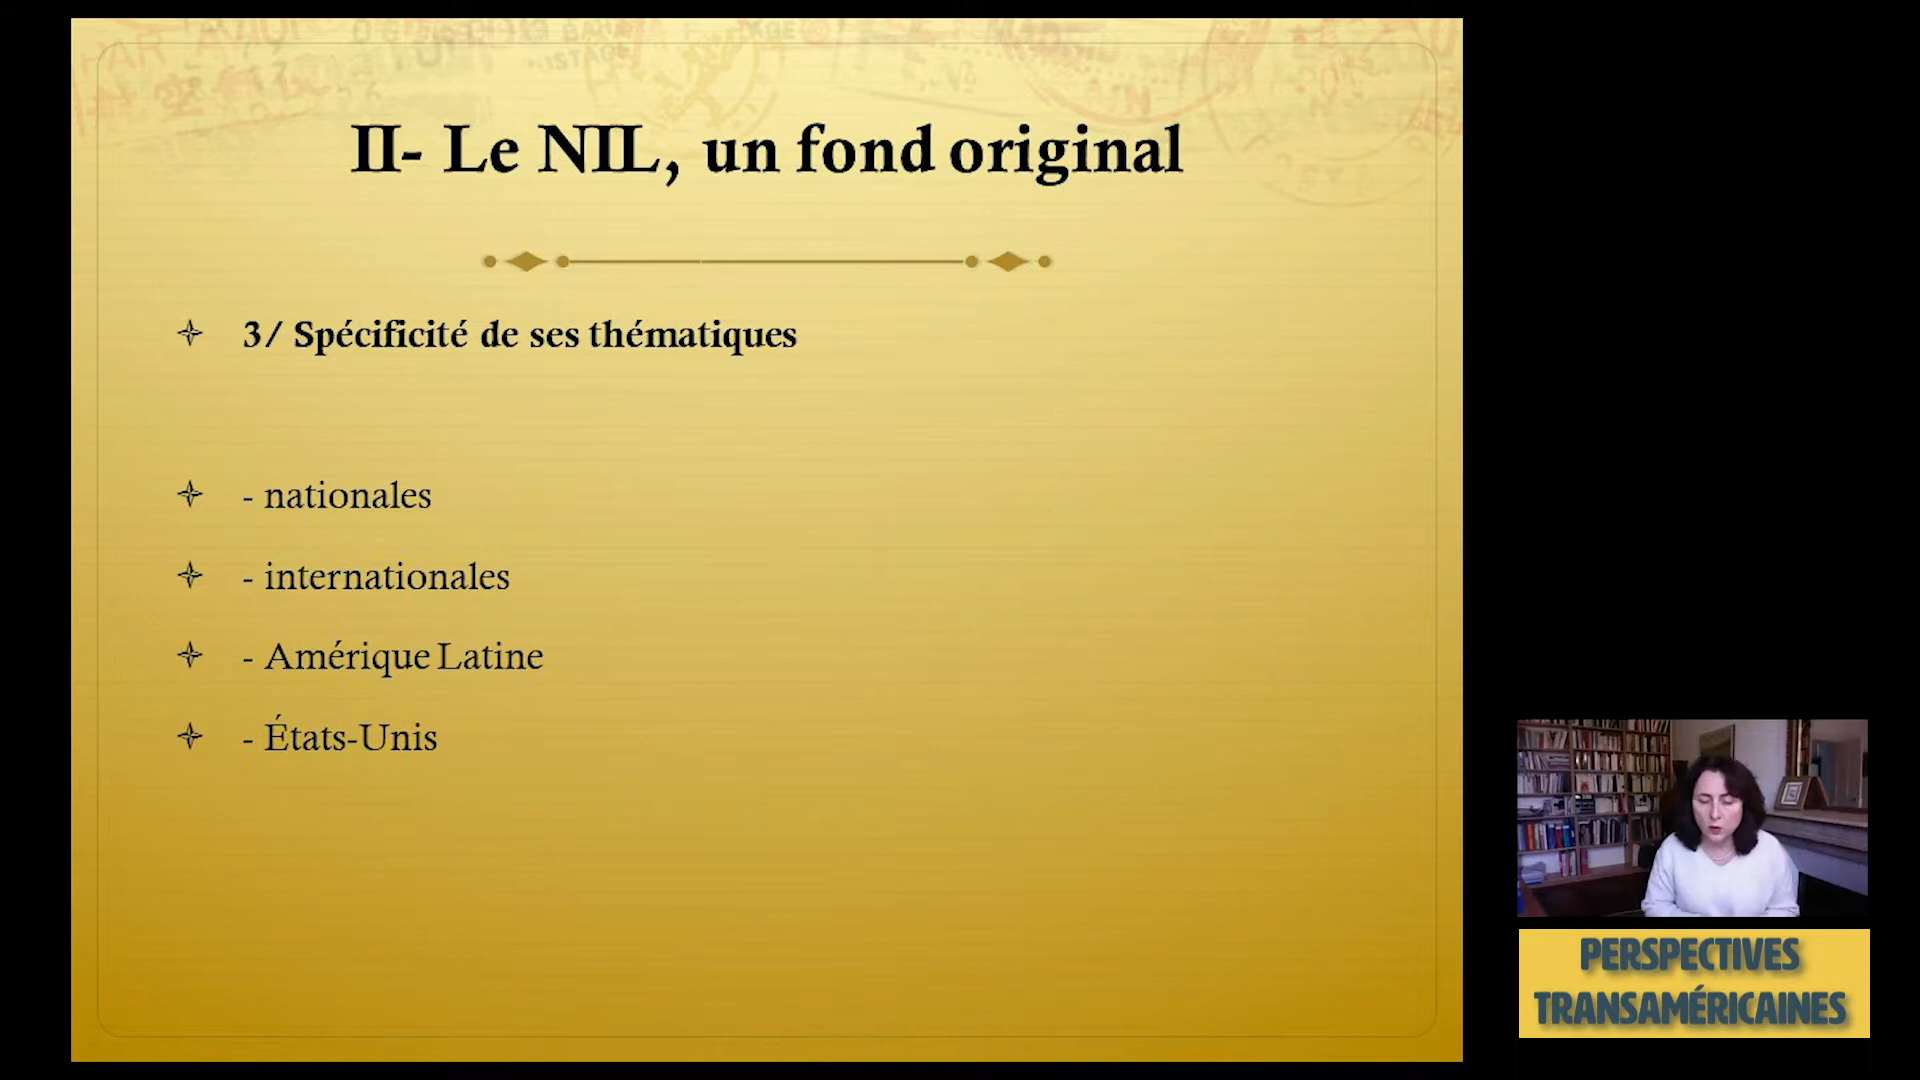 II- Le NIL, un fond original
3/ Spécificité de ses thématiques
- nationales
- internationales
- Amérique Latine
- États-Unis
PERSPECTIVES
TRANSAMÉRICAINES